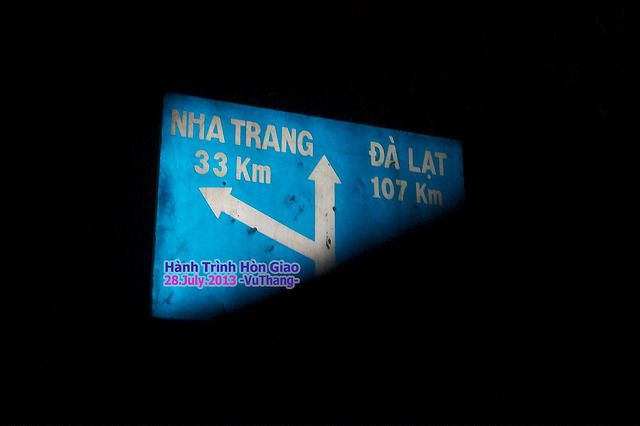 NHA TRANG
33 Km
ĐÀ LẠT
107 Km
Hành Trình Hòn Giao
28.July.2013 -VuThang-